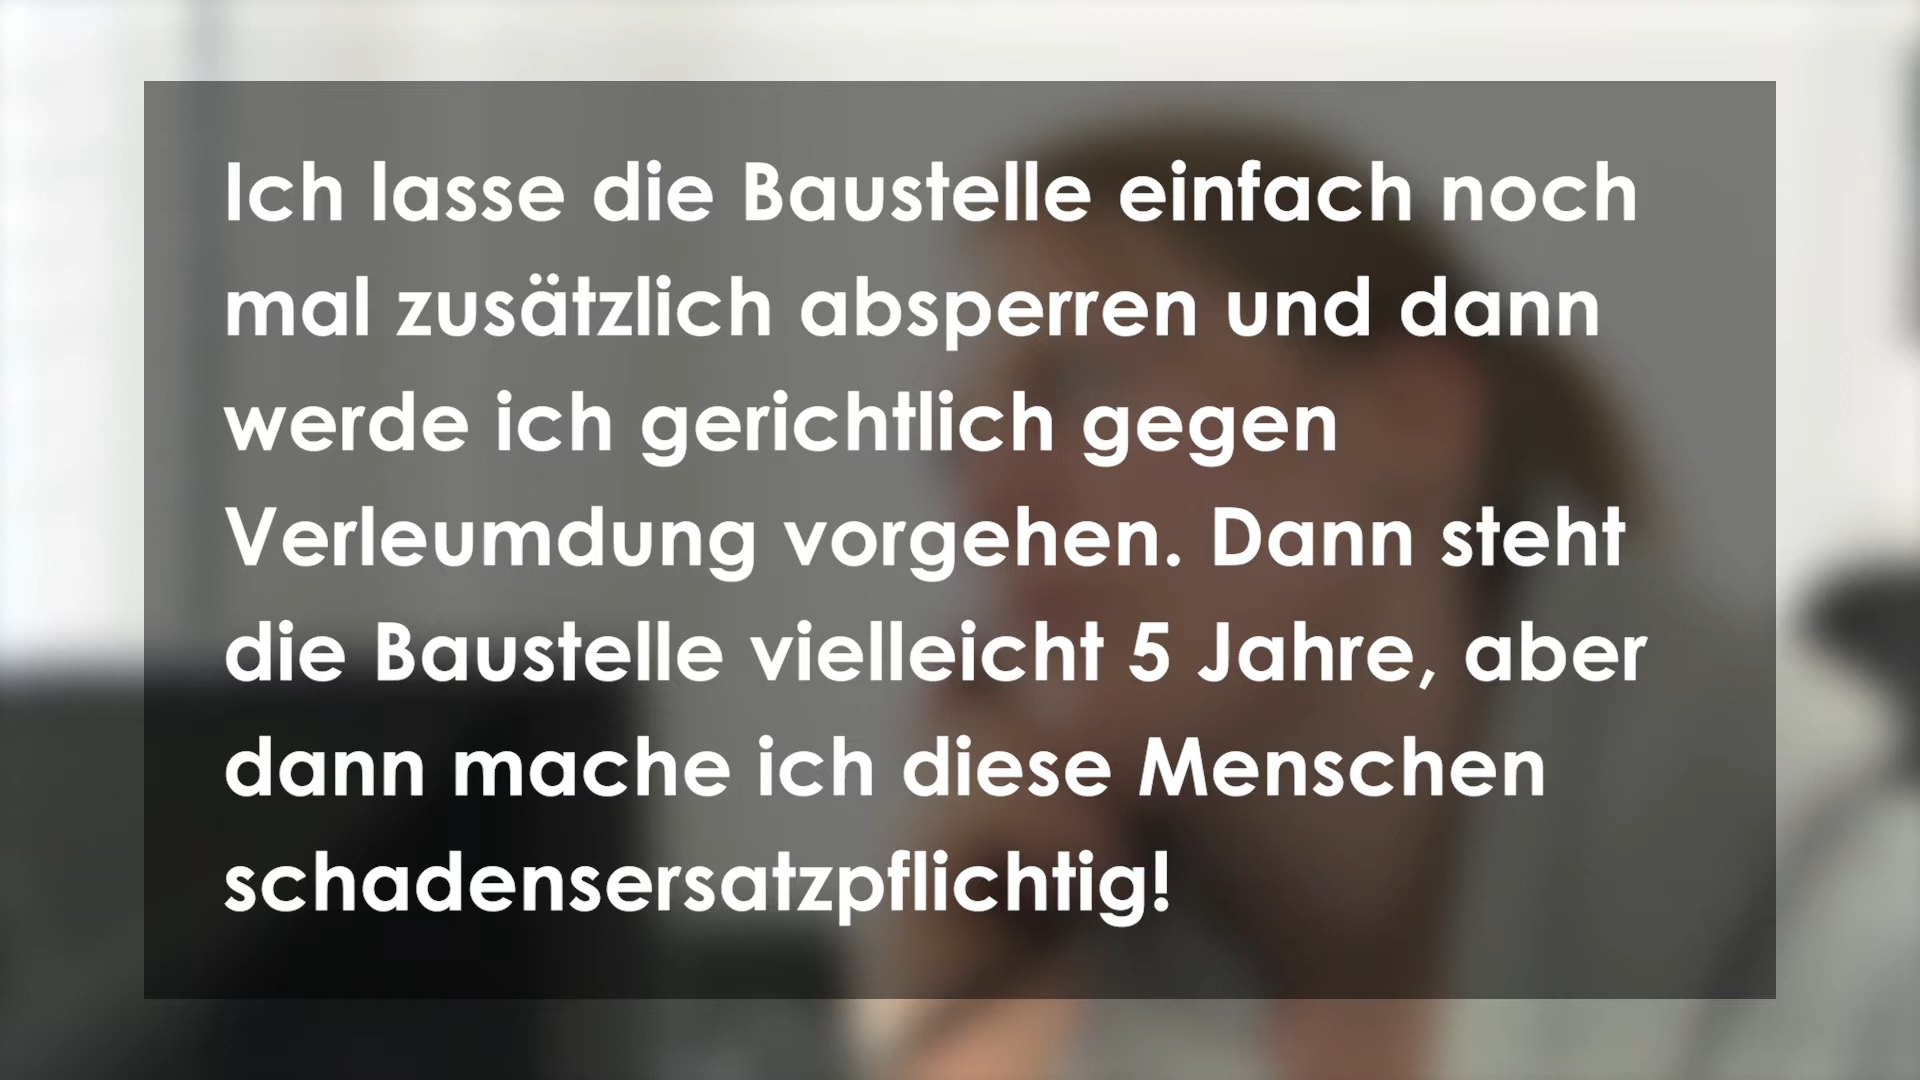 Ich lasse die Baustelle einfach noch
mal zusätzlich absperren und dann
werde ich gerichtlich gegen
Verleumdung vorgehen. Dann steht
die Baustelle vielleicht 5 Jahre, aber
dann mache ich diese Menschen
schadensersatzpflichtig!